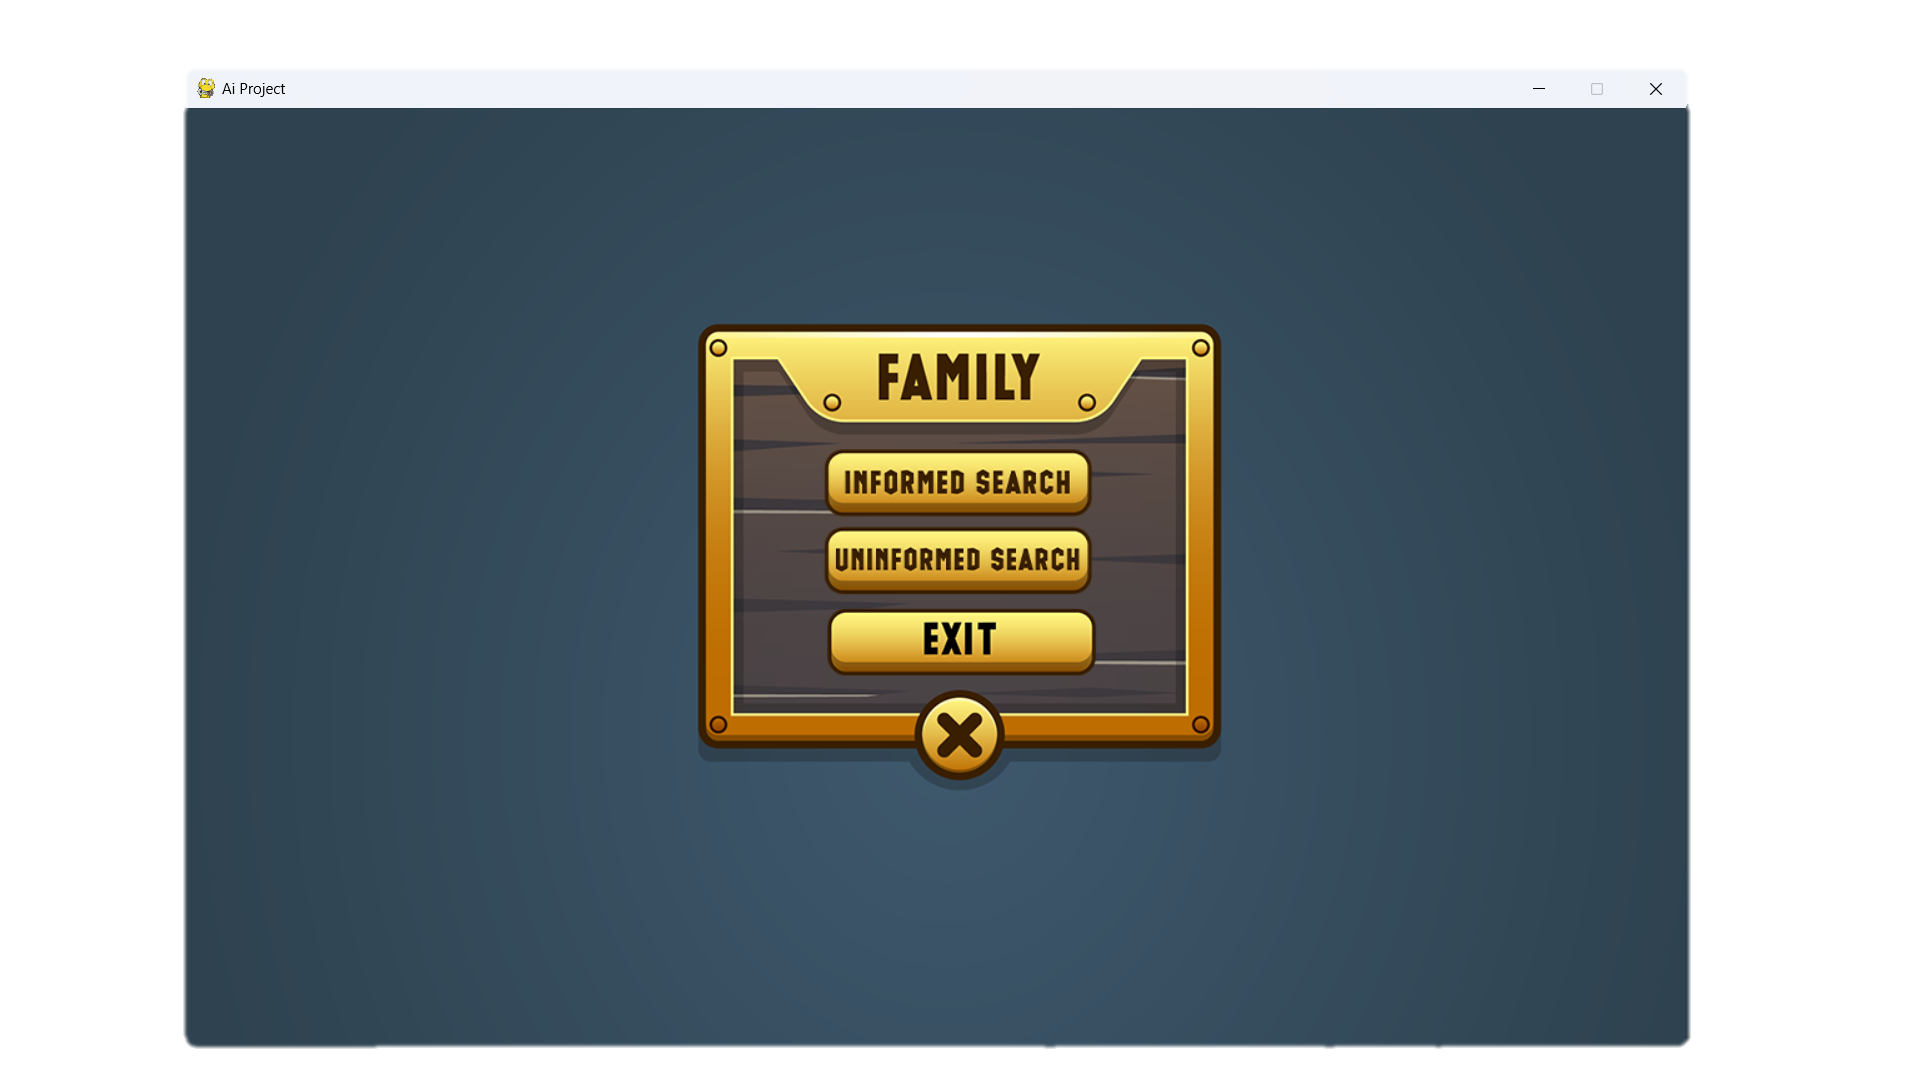 Ai Project
FAMILY
INFORMED SEARCH
UNINFORMED SEARCH
EXIT